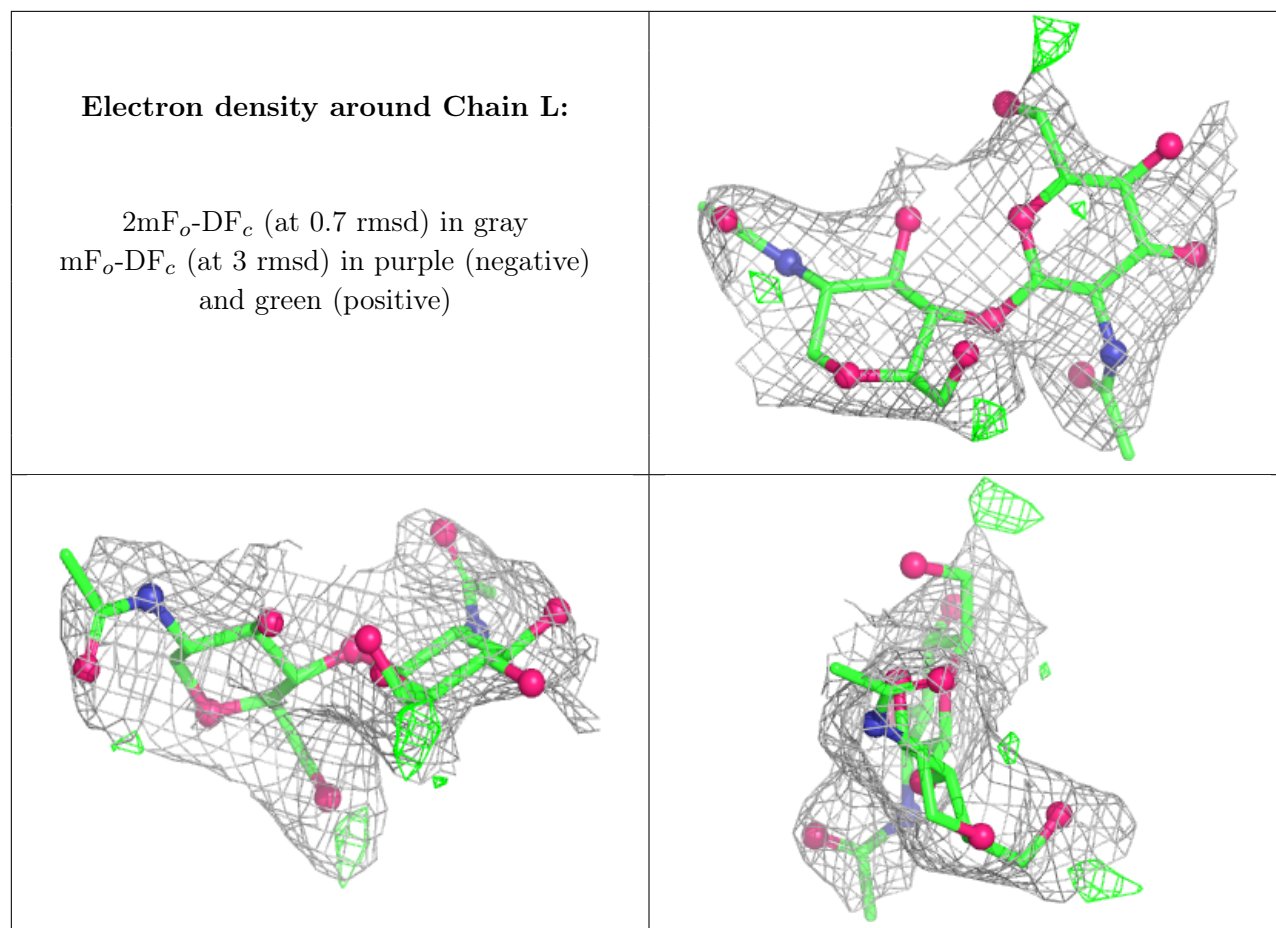 Electron density around Chain L:
2mFₒ-DF𝒸 (at 0.7 rmsd) in gray
mFₒ-DF𝒸 (at 3 rmsd) in purple (negative)
and green (positive)